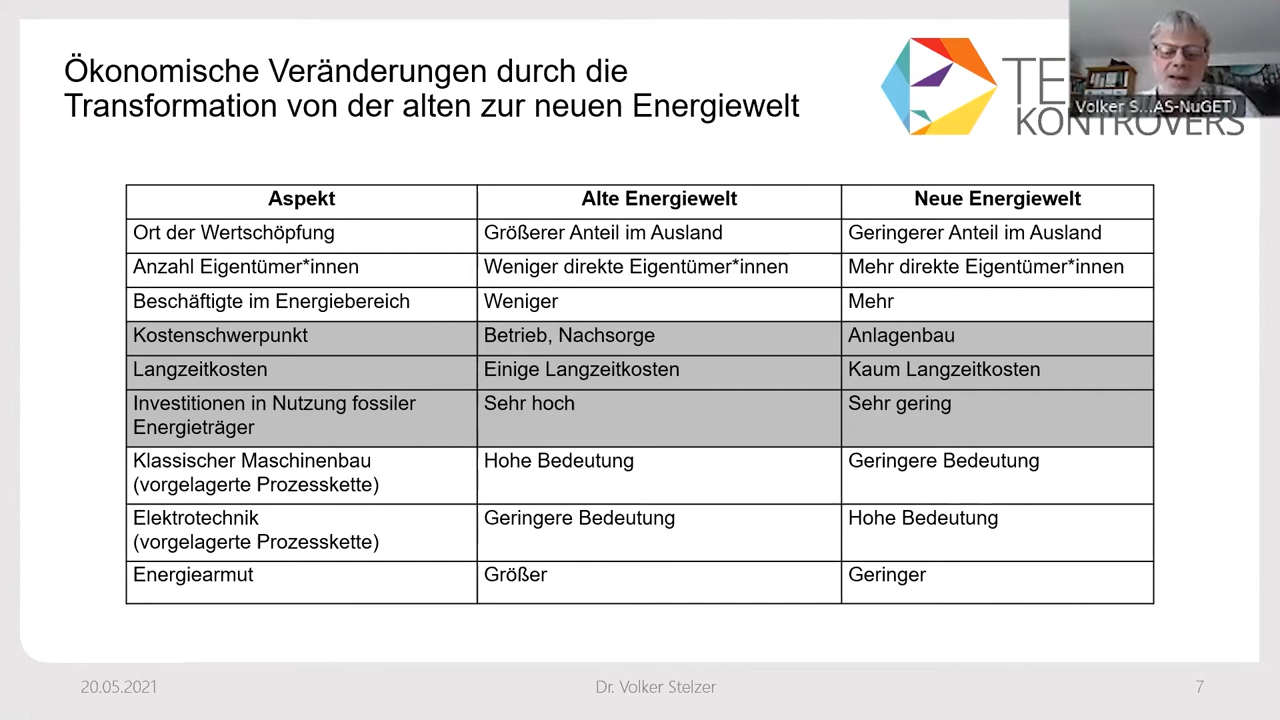 Ökonomische Veränderungen durch die
Transformation von der alten zur neuen Energiewelt
TE
KONTROVERS
Volker S...AS-NuGET)
Aspekt Alte Energiewelt Neue Energiewelt
Ort der Wertschöpfung Größerer Anteil im Ausland Geringerer Anteil im Ausland
Anzahl Eigentümer*innen Weniger direkte Eigentümer*innen Mehr direkte Eigentümer*innen
Beschäftigte im Energiebereich Weniger Mehr
Kostenschwerpunkt Betrieb, Nachsorge Anlagenbau
Langzeitkosten Einige Langzeitkosten Kaum Langzeitkosten
Investitionen in Nutzung fossiler Sehr hoch Sehr gering
Energieträger
Klassischer Maschinenbau Hohe Bedeutung Geringere Bedeutung
(vorgelagerte Prozesskette)
Elektrotechnik Geringere Bedeutung Hohe Bedeutung
(vorgelagerte Prozesskette)
Energiearmut Größer Geringer
20.05.2021 Dr. Volker Stelzer 7